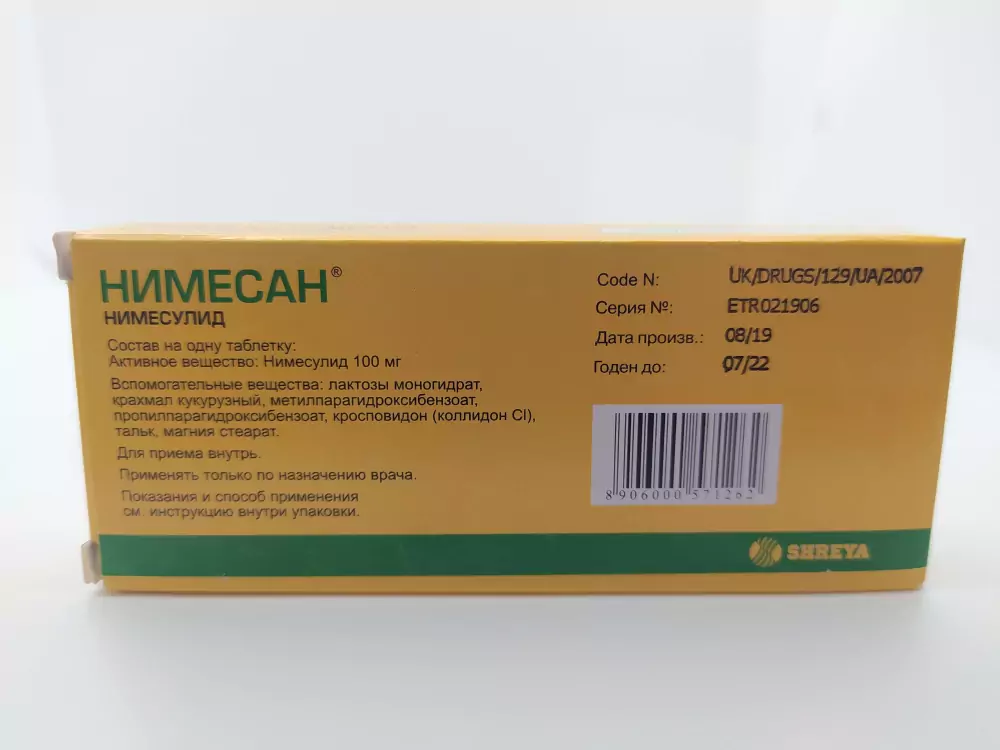 НИМЕСАН®
НИМЕСУЛИД
Состав на одну таблетку:
Активное вещество: Нимесулид 100 мг
Вспомогательные вещества: лактозы моногидрат,
крахмал кукурузный, метилпарагидроксибензоат,
пропилпарагидроксибензоат, кросповидон (коллидон Cl),
тальк, магния стеарат.
Для приема внутрь.
Применять только по назначению врача.
Показания и способ применения
см. инструкцию внутри упаковки.
Code N: UK/DRUGS/129/UA/2007
Серия №: ETR021906
Дата произв.: 08/19
Годен до: 07/22
8906000 571262
SHREYA